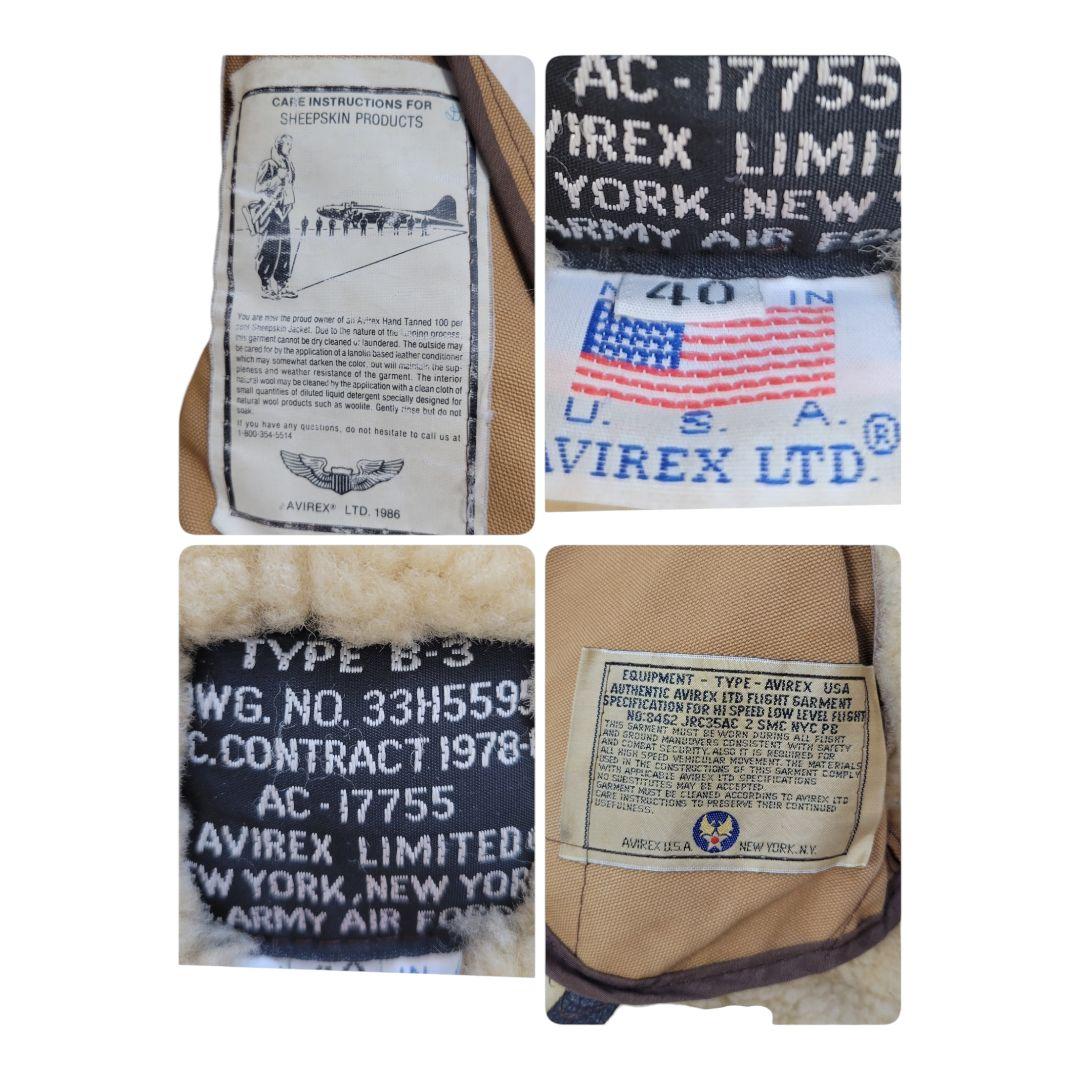 CARE INSTRUCTIONS FOR
SHEEPSKIN PRODUCTS
You are now the proud owner of an Avirex Hand Tanned 100 per
cent Sheepskin Jacket. Due to the nature of the tanning process,
this garment cannot be dry cleaned or laundered. The outside may
be cared for by the application of a lanolin based leather conditioner
which may somewhat darken the color, but will maintain the sup-
pleness and weather resistance of the garment. The interior
natural wool may be cleaned by the application with a clean cloth of
small quantities of diluted liquid detergent specially designed for
natural wool products such as woolite. Gently rinse but do not
soak.
If you have any questions, do not hesitate to call us at
1-800-354-5514
AVIREX® LTD. 1986
AC-17755
VIREX LIMIT
YORK, NEW Y
ARMY AIR FOR
40
IN
U. S. A.
AVIREX LTD.®
TYPE B-3
WG. NO. 33H5595
C. CONTRACT 1978-
AC-17755
AVIREX LIMITED
W YORK, NEW YOR
.ARMY AIR FORC
40 IN
EQUIPMENT - TYPE - AVIREX USA
AUTHENTIC AVIREX LTD FLIGHT GARMENT
SPECIFICATION FOR HI SPEED LOW LEVEL FLIGHT
NO:8462 JRC35AC 2 SMC NYC PB
THIS GARMENT MUST BE WORN DURING ALL FLIGHT
AND GROUND MANUOVERS CONSISTENT WITH SAFETY
AND COMBAT SECURITY. ALSO IT IS REQUIRED FOR
ALL HIGH SPEED VEHICULAR MOVEMENT. THE MATERIALS
USED IN THE CONSTRUCTIONS OF THIS GARMENT COMPLY
WITH APPLICABLE AVIREX LTD SPECIFICATIONS
NO SUBSTITUTES MAY BE ACCEPTED
GARMENT MUST BE CLEANED ACCORDING TO AVIREX LTD
CARE INSTRUCTIONS TO PRESERVE THEIR CONTINUED
USEFULNESS.
AVIREX U.S.A. NEW YORK.N.Y.